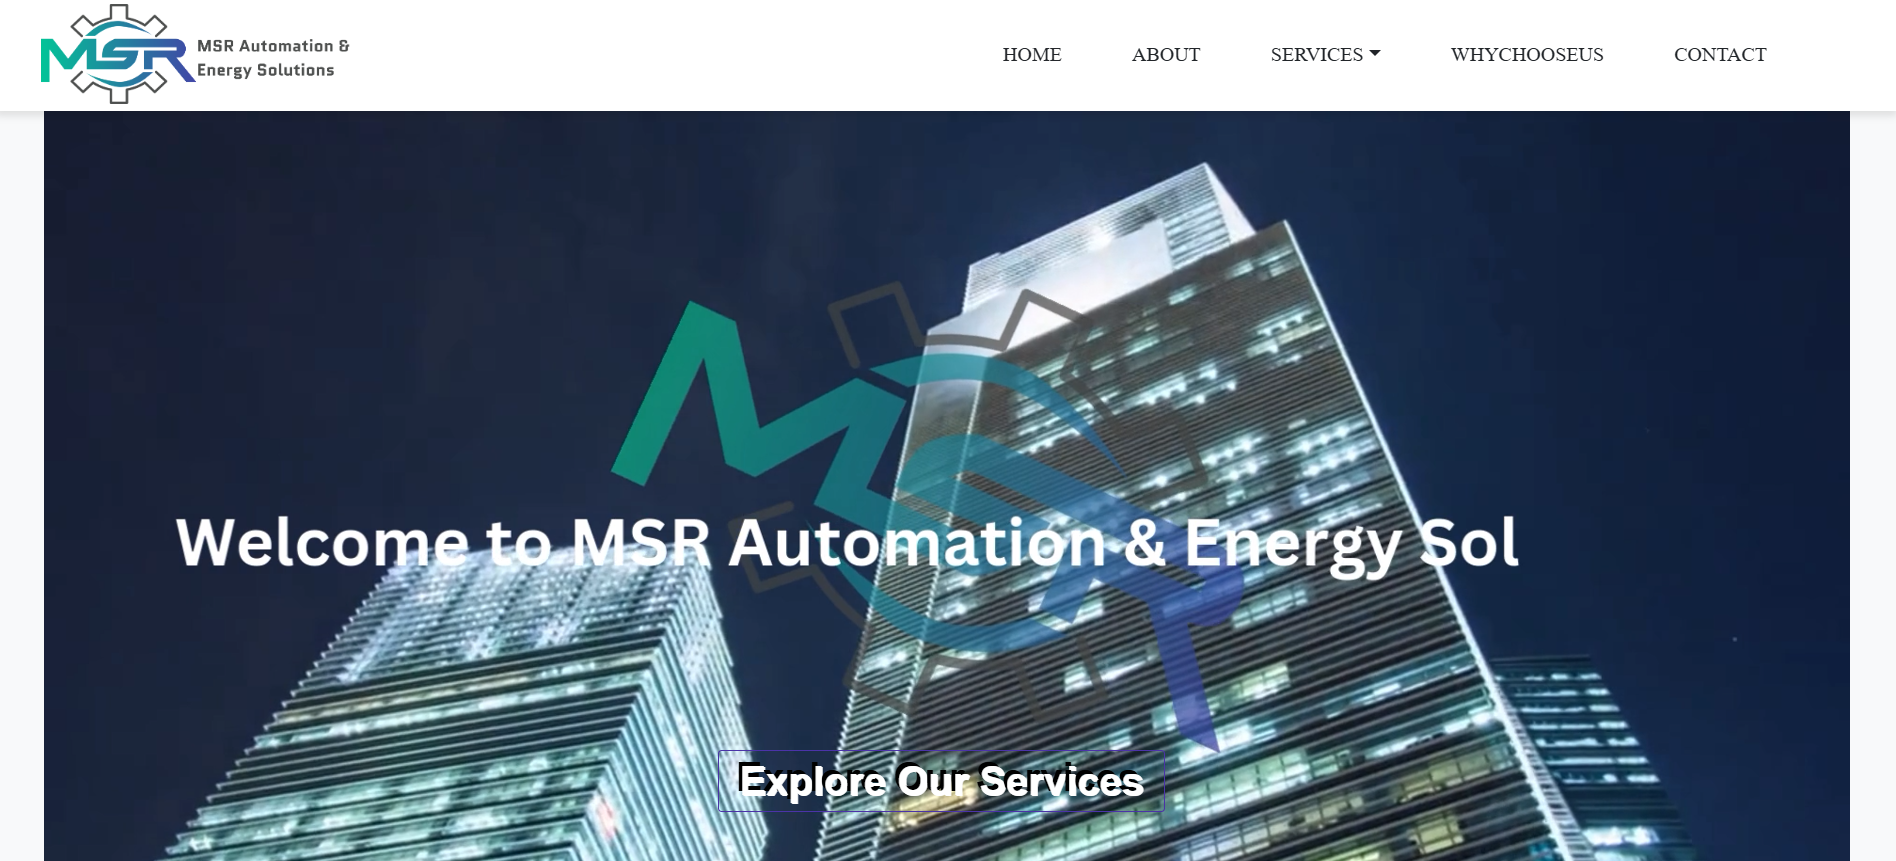 MSR
MSR Automation &
Energy Solutions
HOME
ABOUT
SERVICES
WHYCHOOSEUS
CONTACT
MSR
Welcome to MSR Automation & Energy Sol
Explore Our Services